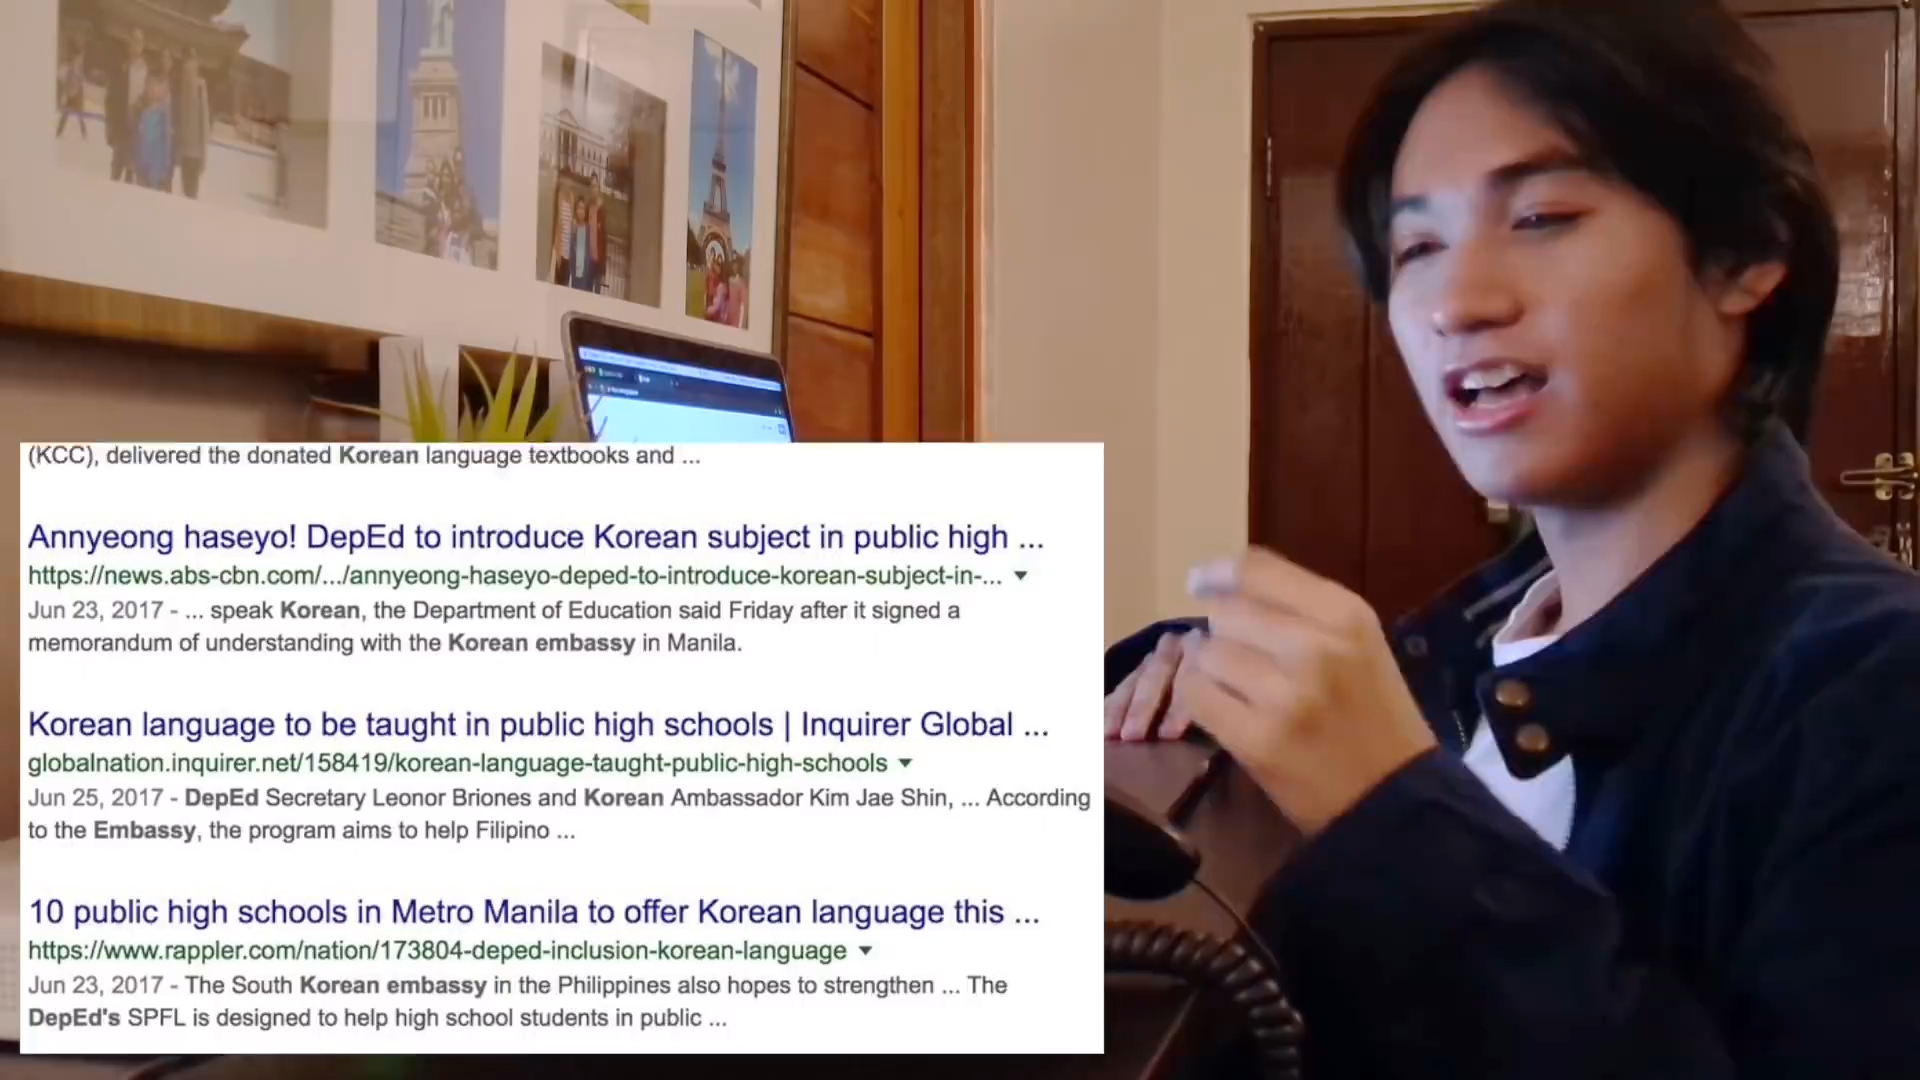 (KCC), delivered the donated Korean language textbooks and ...
Annyeong haseyo! DepEd to introduce Korean subject in public high ...
https://news.abs-cbn.com/.../annyeong-haseyo-deped-to-introduce-korean-subject-in-...
Jun 23, 2017 - ... speak Korean, the Department of Education said Friday after it signed a
memorandum of understanding with the Korean embassy in Manila.
Korean language to be taught in public high schools | Inquirer Global ...
globalnation.inquirer.net/158419/korean-language-taught-public-high-schools
Jun 25, 2017 - DepEd Secretary Leonor Briones and Korean Ambassador Kim Jae Shin, ... According
to the Embassy, the program aims to help Filipino ...
10 public high schools in Metro Manila to offer Korean language this ...
https://www.rappler.com/nation/173804-deped-inclusion-korean-language
Jun 23, 2017 - The South Korean embassy in the Philippines also hopes to strengthen ... The
DepEd's SPFL is designed to help high school students in public ...